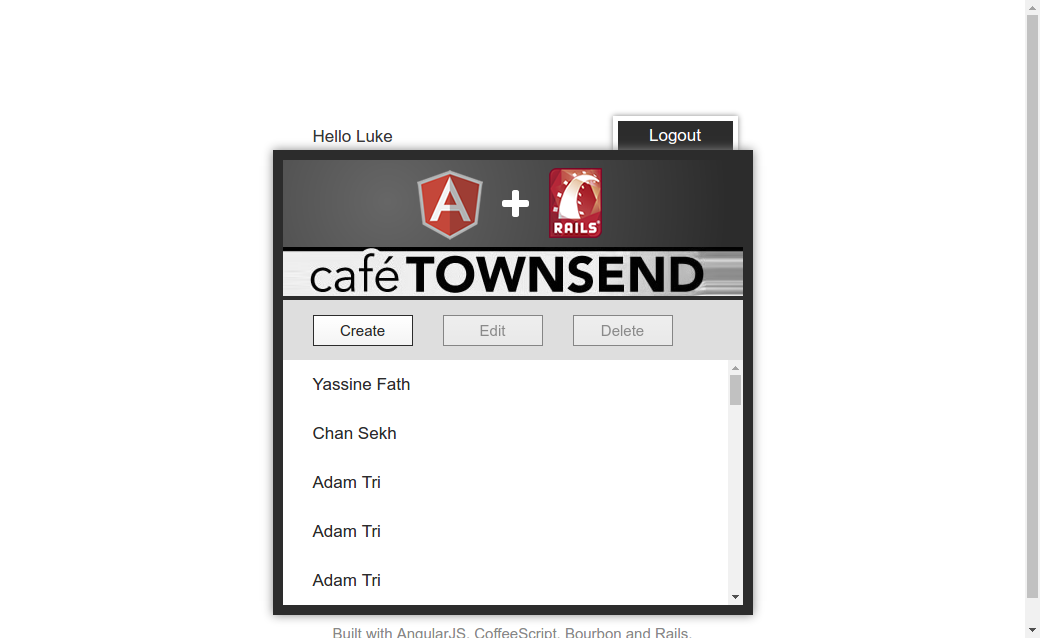 Hello Luke
Logout
A
RAILS
café TOWNSEND
Create
Edit
Delete
Yassine Fath
Chan Sekh
Adam Tri
Adam Tri
Adam Tri
Built with AngularJS, CoffeeScript, Bourbon and Rails.